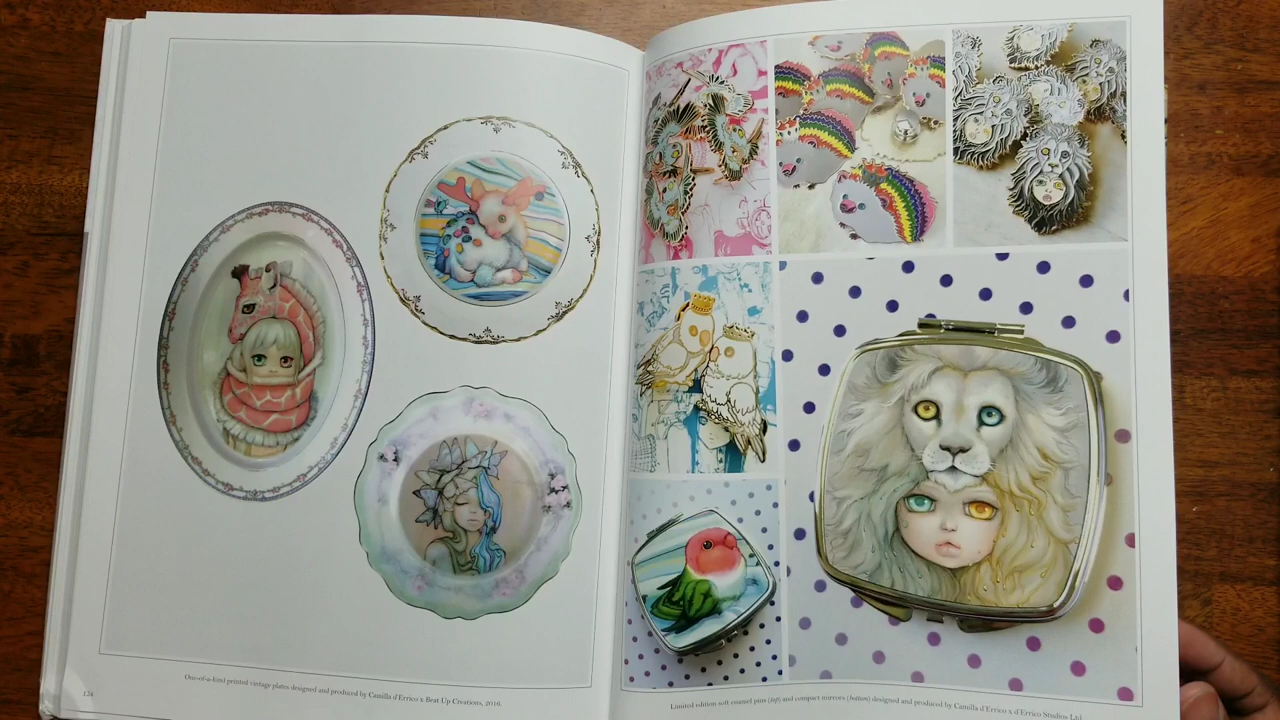 One-of-a-kind printed vintage plates designed and produced by Camilla d'Errico x Beat Up Creations, 2016.
124
Limited edition soft enamel pins (top) and compact mirrors (bottom) designed and produced by Camilla d'Errico x d'Errico Studios Ltd